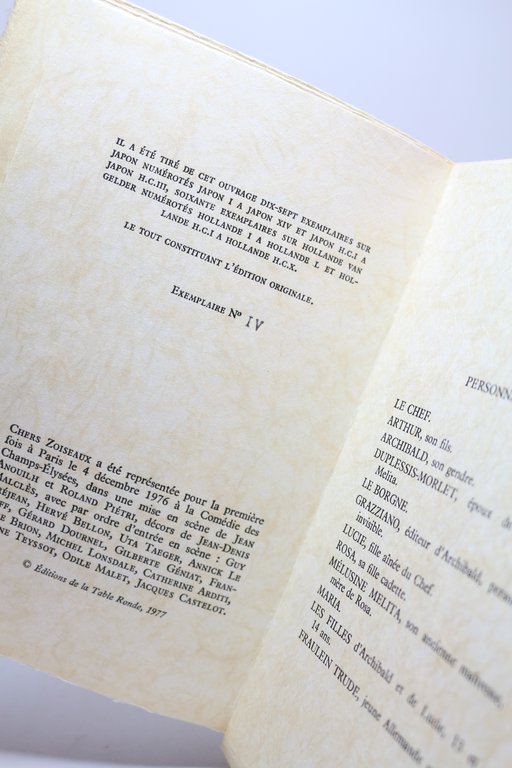 IL A ÉTÉ TIRÉ DE CET OUVRAGE DIX-SEPT EXEMPLAIRES SUR
JAPON NUMÉROTÉS JAPON I A JAPON XIV ET JAPON H.C.I A
JAPON H.C.III, SOIXANTE EXEMPLAIRES SUR HOLLANDE VAN
GELDER NUMÉROTÉS HOLLANDE I A HOLLANDE L ET HOL-
LANDE H.C.I A HOLLANDE H.C.X.
LE TOUT CONSTITUANT L'ÉDITION ORIGINALE.
EXEMPLAIRE Nº IV
CHERS ZOISEAUX a été représentée pour la première
fois à Paris le 4 décembre 1976 à la Comédie des
Champs-Élysées, dans une mise en scène de JEAN
ANOUILH et ROLAND PIÉTRI, décors de JEAN-DENIS
MALCLÈS, avec par ordre d'entrée en scène : GUY
HERVÉ BELLON, UTA TAEGER, ANNICK LE
GÉRARD DOURNEL, GILBERTE GÉNIAT, FRAN-
BRION, MICHEL LONSDALE, CATHERINE ARDITI,
TEYSSOT, ODILE MALET, JACQUES CASTELOT.
© Éditions de la Table Ronde, 1977
LE CHEF.
ARTHUR, son fils.
ARCHIBALD, son gendre.
DUPLESSIS-MORLET, époux de
Melita.
LE BORGNE.
GRAZZIANO, éditeur d'Archibald,
invisible.
LUCIE, fille aînée du Chef.
ROSA, sa fille cadette.
MÉLUSINE MELITA, son ancienne maîtresse,
mère de Rosa.
MARIA.
LES FILLES d'Archibald et de Lucie,
14 ans.
FRAULEIN TRUDE, jeune Allemande